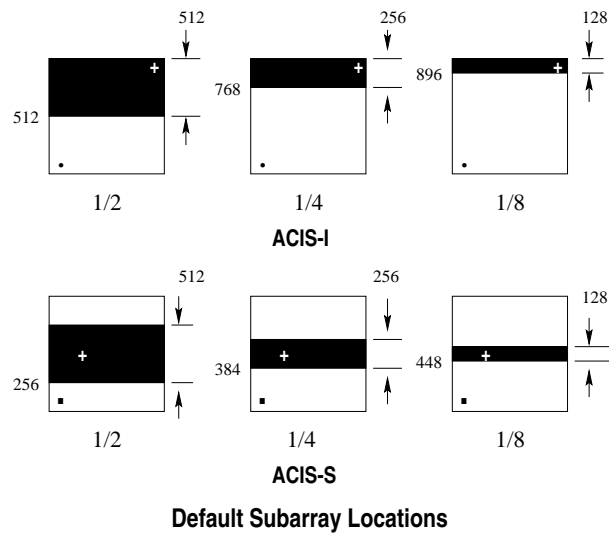 512 256 128
512 768 896
1/2 1/4 1/8
ACIS-I
512 256 128
256 384 448
1/2 1/4 1/8
ACIS-S
Default Subarray Locations